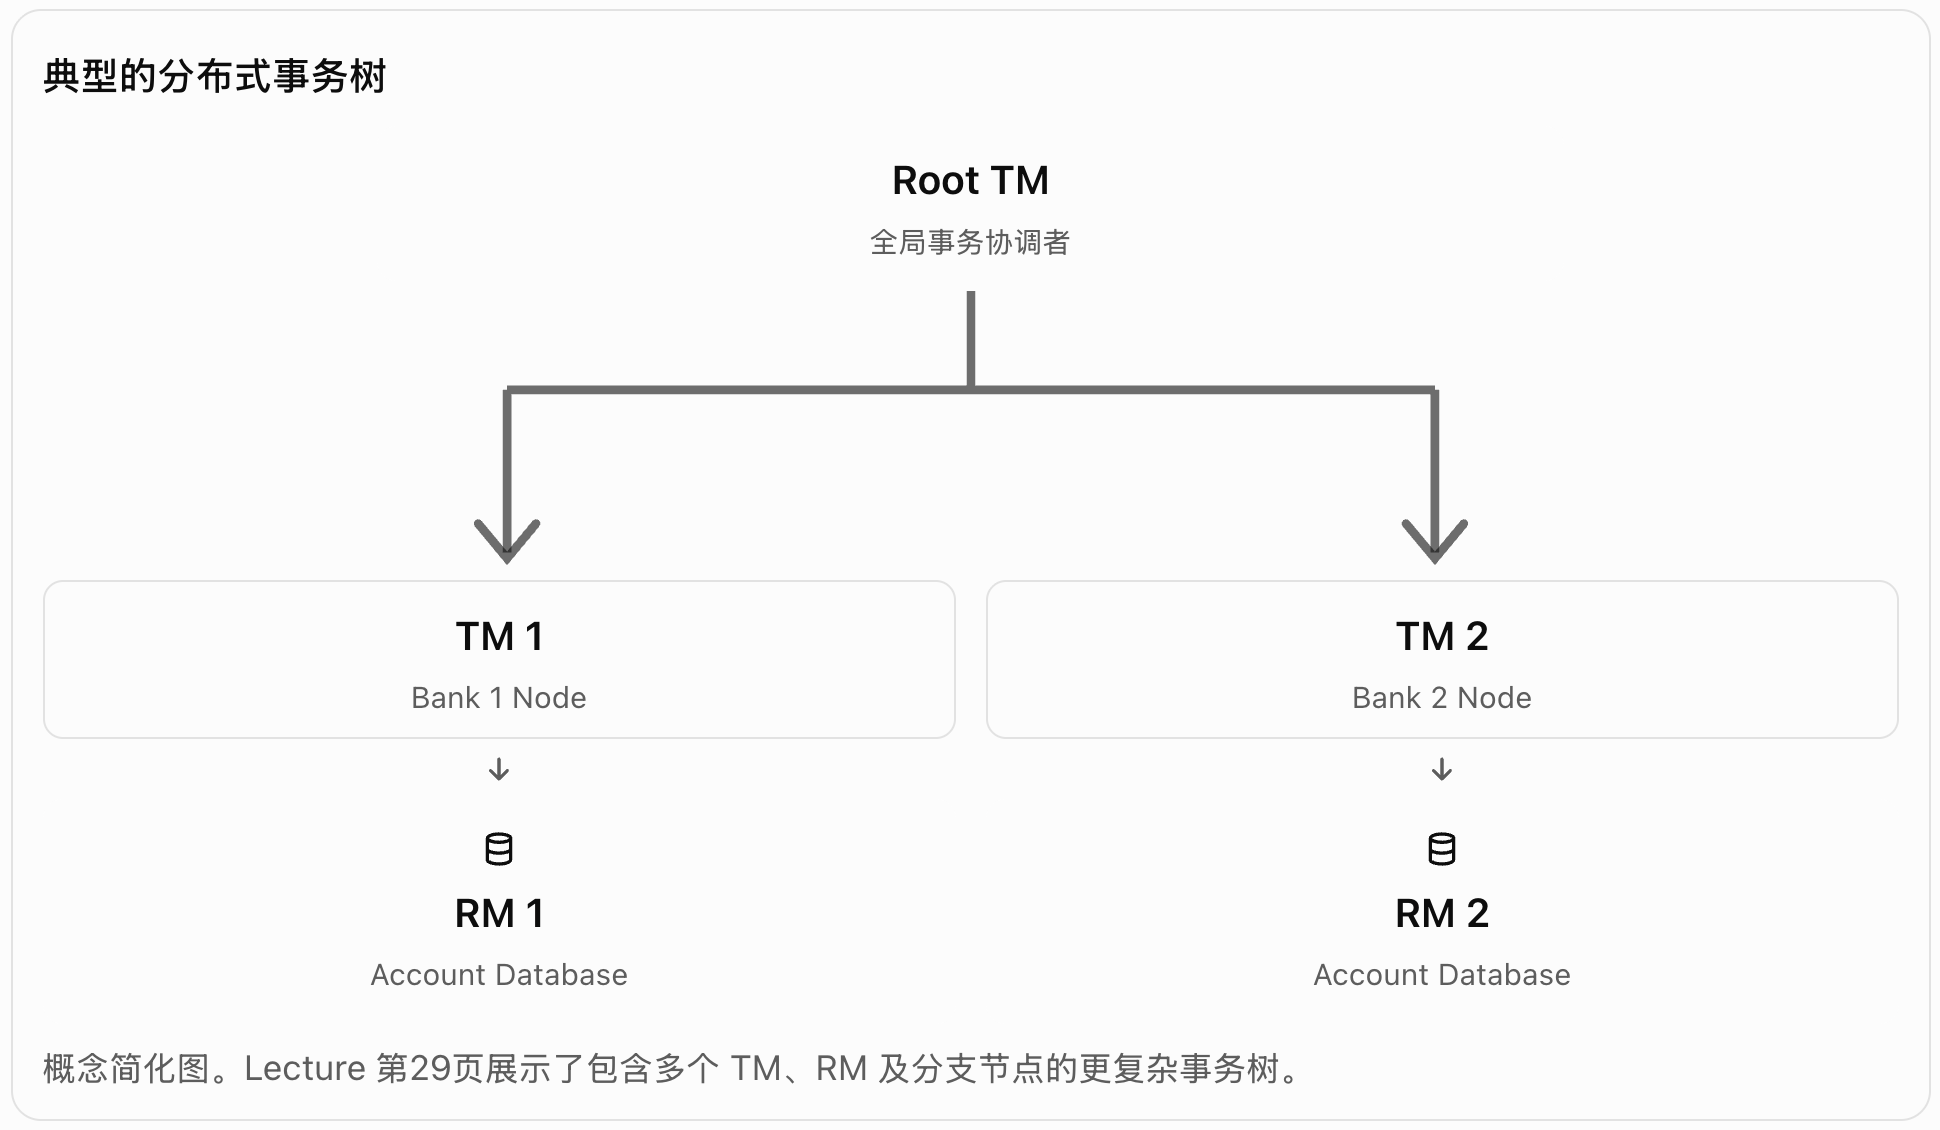 典型的分布式事务树
Root TM
全局事务协调者
TM 1
Bank 1 Node
TM 2
Bank 2 Node
RM 1
Account Database
RM 2
Account Database
概念简化图。Lecture 第29页展示了包含多个 TM、RM 及分支节点的更复杂事务树。